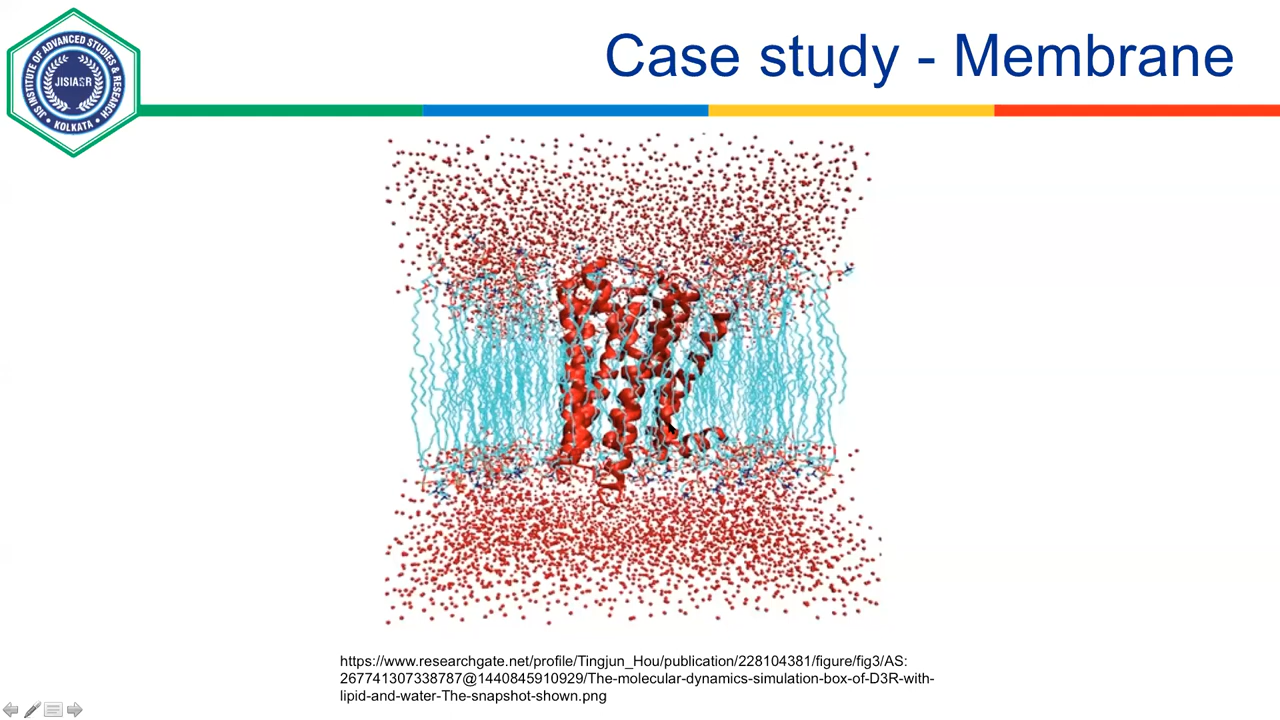 Case study - Membrane
JIS INSTITUTE OF ADVANCED STUDIES & RESEARCH
JISIASR
• KOLKATA •
https://www.researchgate.net/profile/Tingjun_Hou/publication/228104381/figure/fig3/AS:
267741307338787@1440845910929/The-molecular-dynamics-simulation-box-of-D3R-with-
lipid-and-water-The-snapshot-shown.png